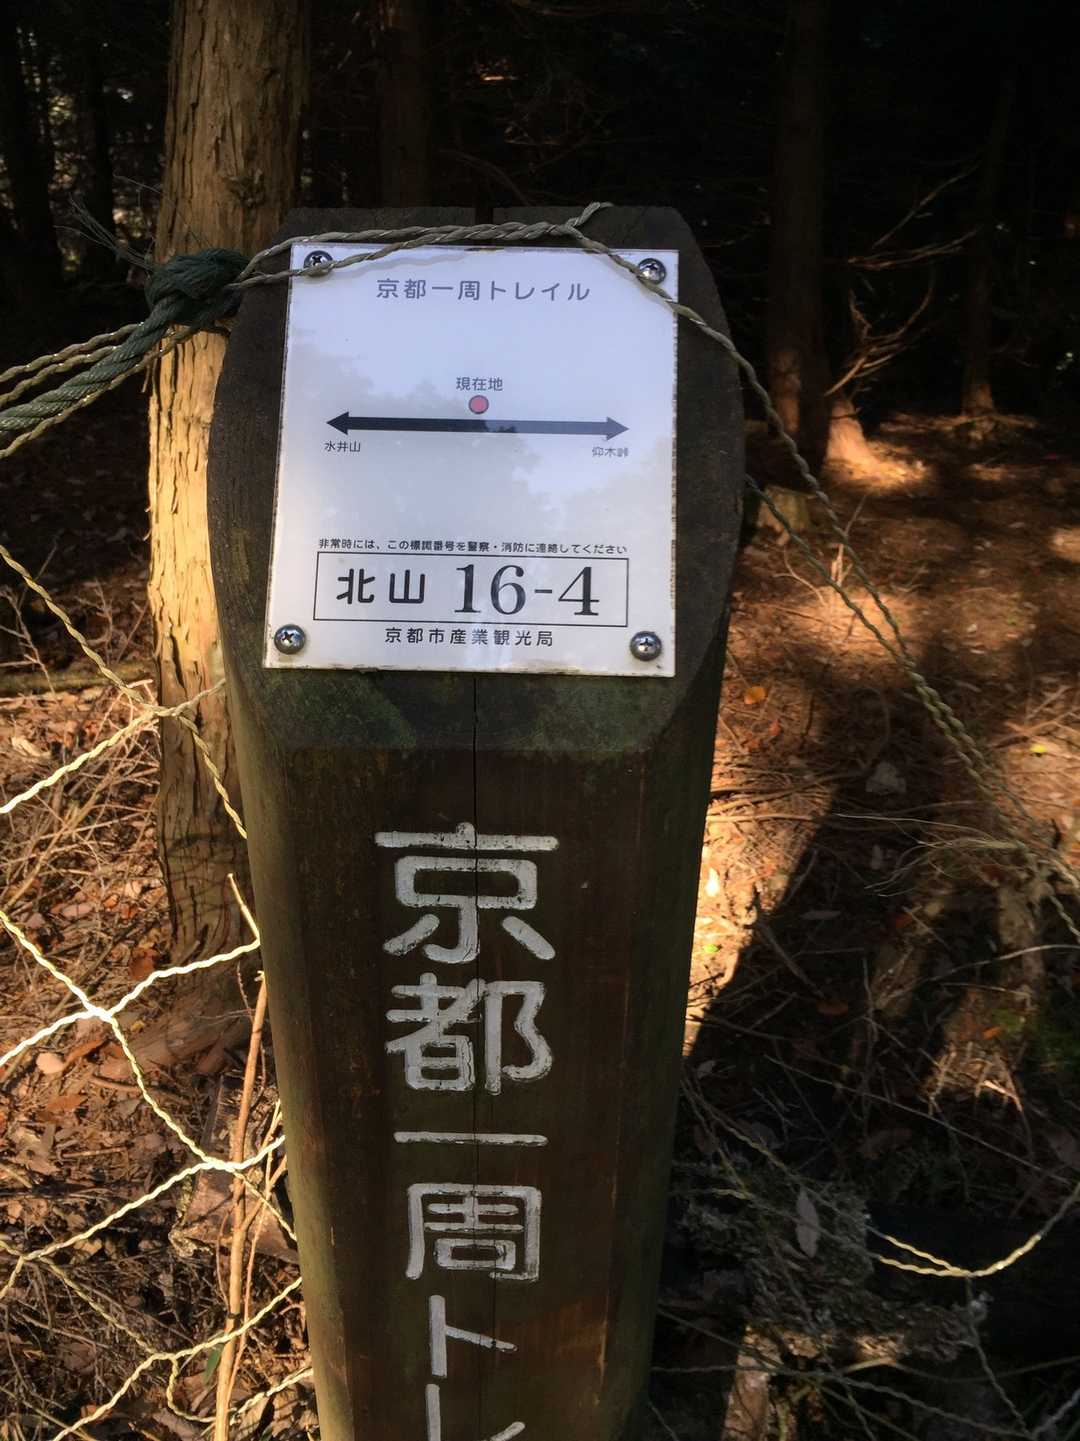 京都一周トレイル
現在地
水井山
仰木峠
非常時には、この標識番号を警察・消防に連絡してください
北山 16-4
京都市産業観光局
京都一周トレ